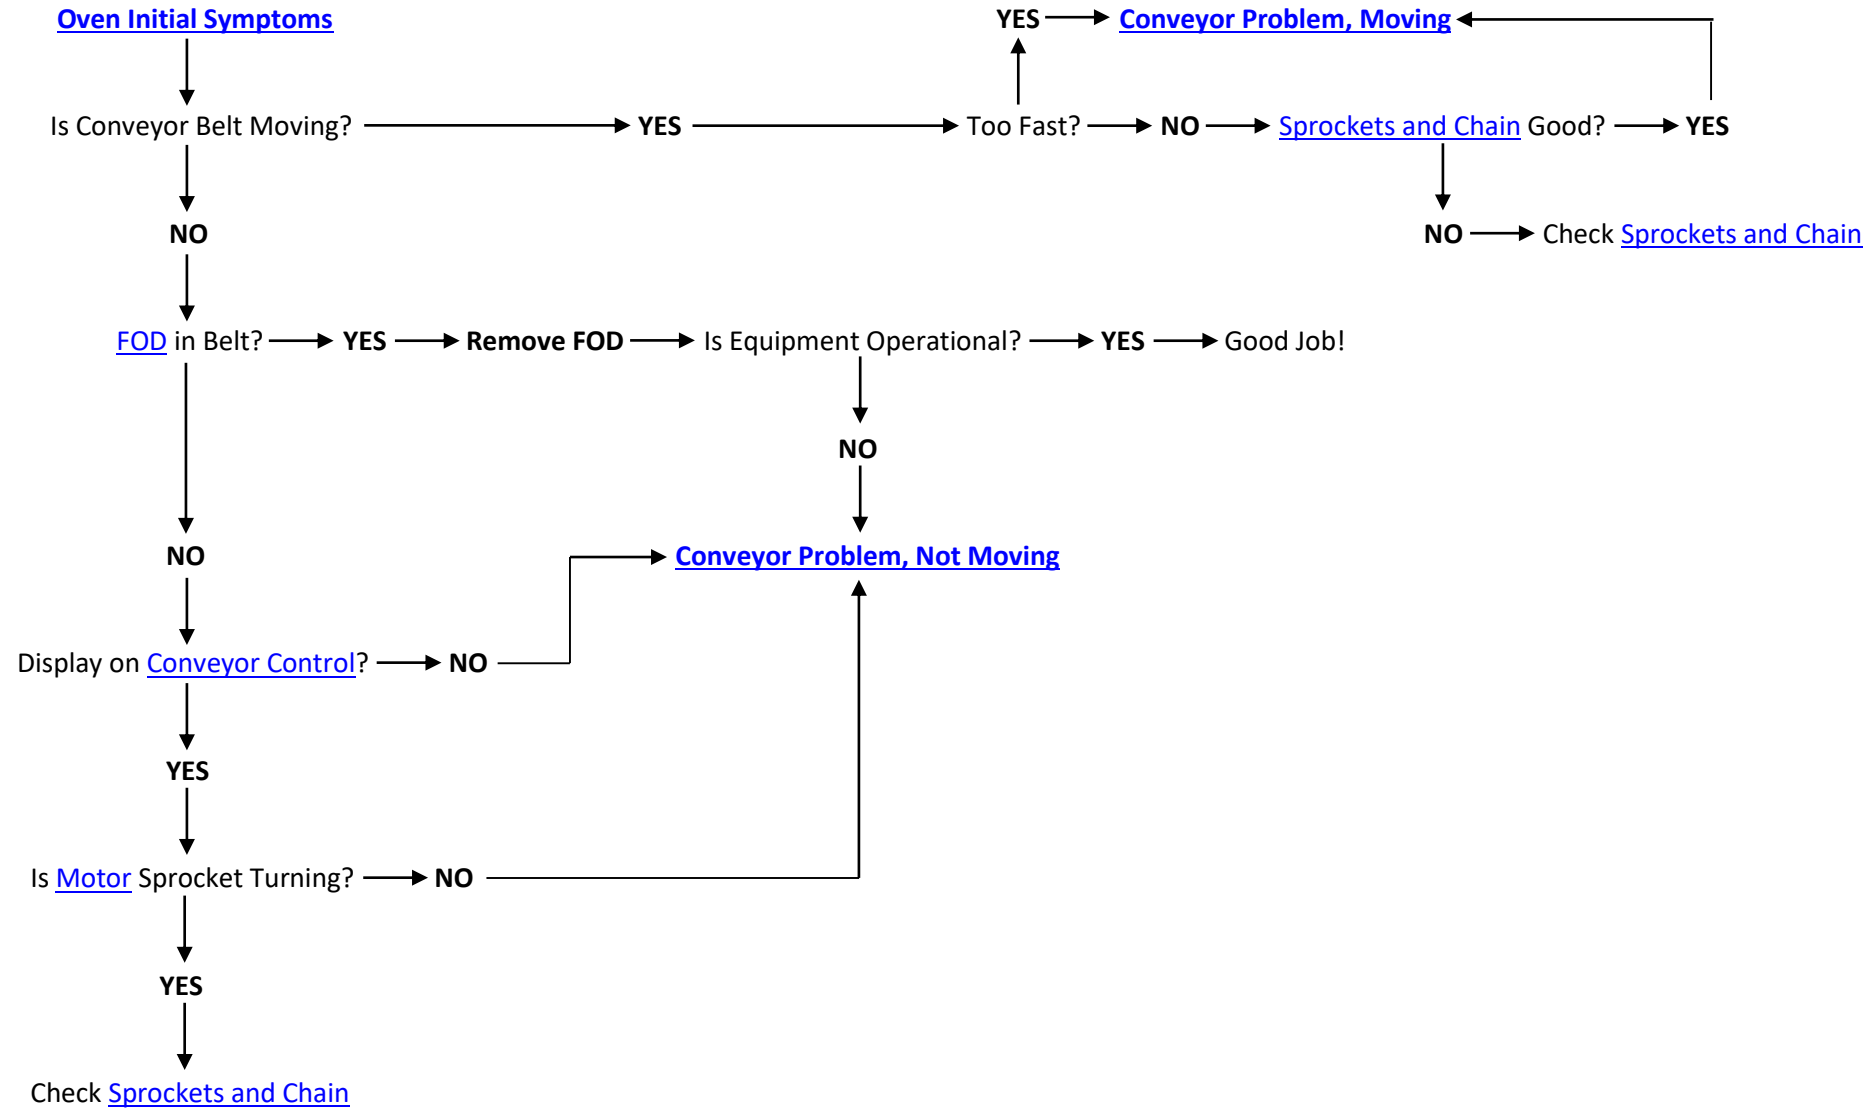 Oven Initial Symptoms
YES
Conveyor Problem, Moving
Is Conveyor Belt Moving?
YES
Too Fast?
NO
Sprockets and Chain Good?
YES
NO
NO
Check Sprockets and Chain
FOD in Belt?
YES
Remove FOD
Is Equipment Operational?
YES
Good Job!
NO
NO
Conveyor Problem, Not Moving
Display on Conveyor Control?
NO
YES
Is Motor Sprocket Turning?
NO
YES
Check Sprockets and Chain